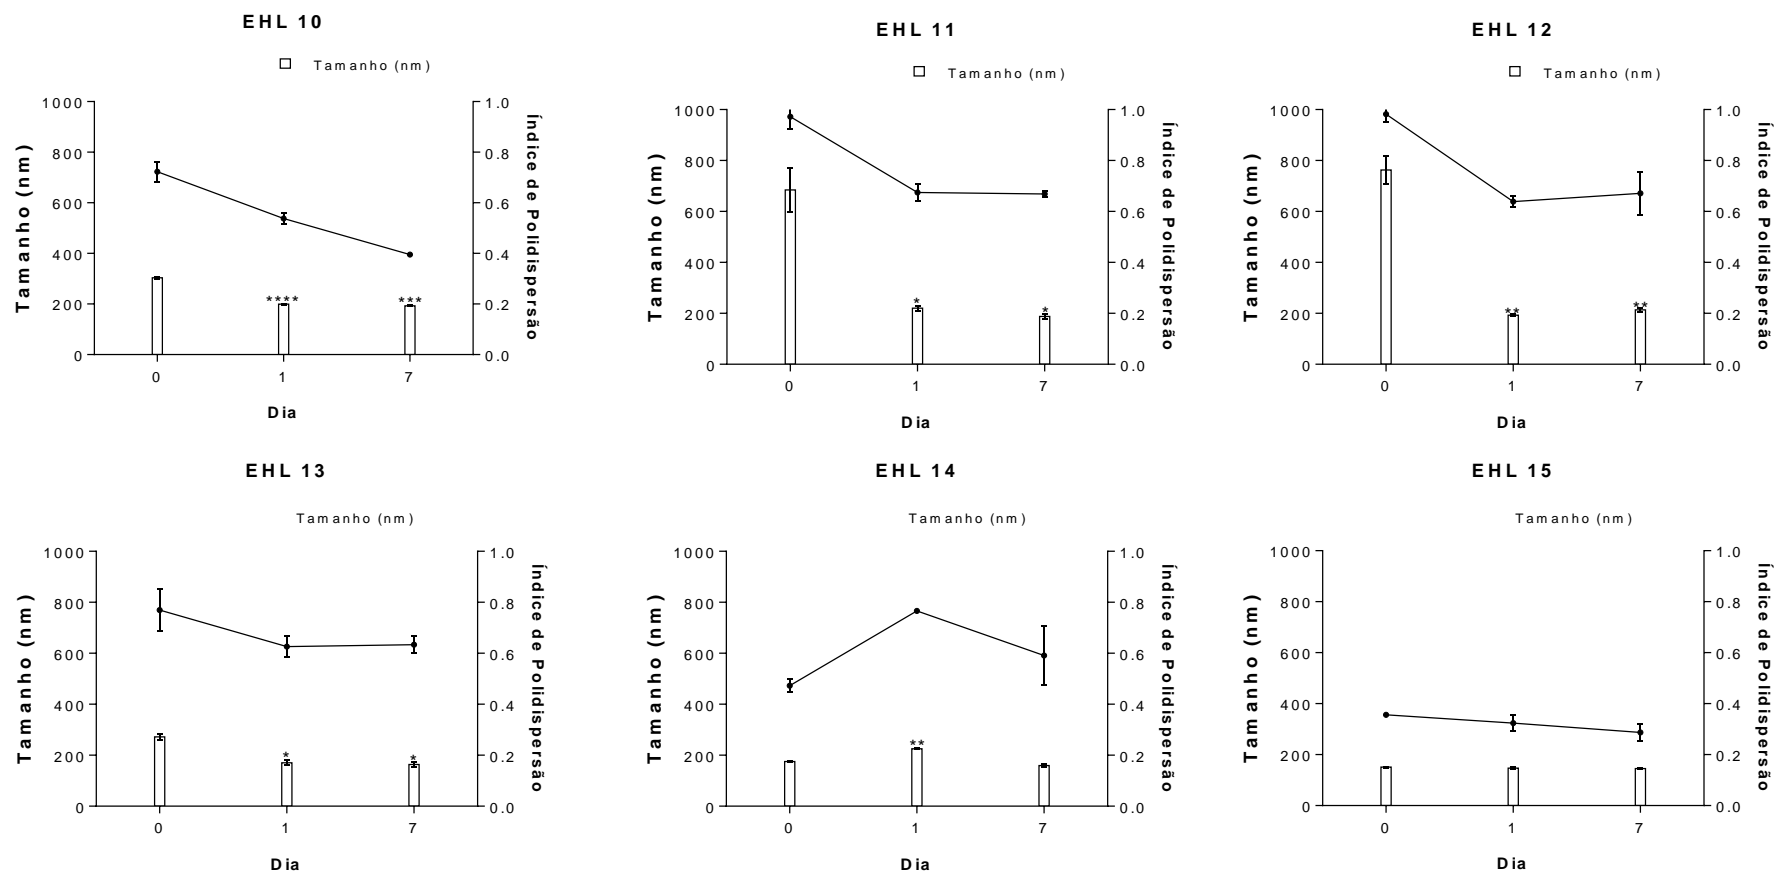 EHL 10
Tamanho (nm)
1000
800
600
400
200
0
Tamanho (nm)
1.0
0.8
0.6
0.4
0.2
0.0
Índice de Polidispersão
****
***
0 1 7
Dia
EHL 11
Tamanho (nm)
1000
800
600
400
200
0
Tamanho (nm)
1.0
0.8
0.6
0.4
0.2
0.0
Índice de Polidispersão
*
*
0 1 7
Dia
EHL 12
Tamanho (nm)
1000
800
600
400
200
0
Tamanho (nm)
1.0
0.8
0.6
0.4
0.2
0.0
Índice de Polidispersão
**
**
0 1 7
Dia
EHL 13
Tamanho (nm)
1000
800
600
400
200
0
Tamanho (nm)
1.0
0.8
0.6
0.4
0.2
0.0
Índice de Polidispersão
*
*
0 1 7
Dia
EHL 14
Tamanho (nm)
1000
800
600
400
200
0
Tamanho (nm)
1.0
0.8
0.6
0.4
0.2
0.0
Índice de Polidispersão
**
0 1 7
Dia
EHL 15
Tamanho (nm)
1000
800
600
400
200
0
Tamanho (nm)
1.0
0.8
0.6
0.4
0.2
0.0
Índice de Polidispersão
0 1 7
Dia